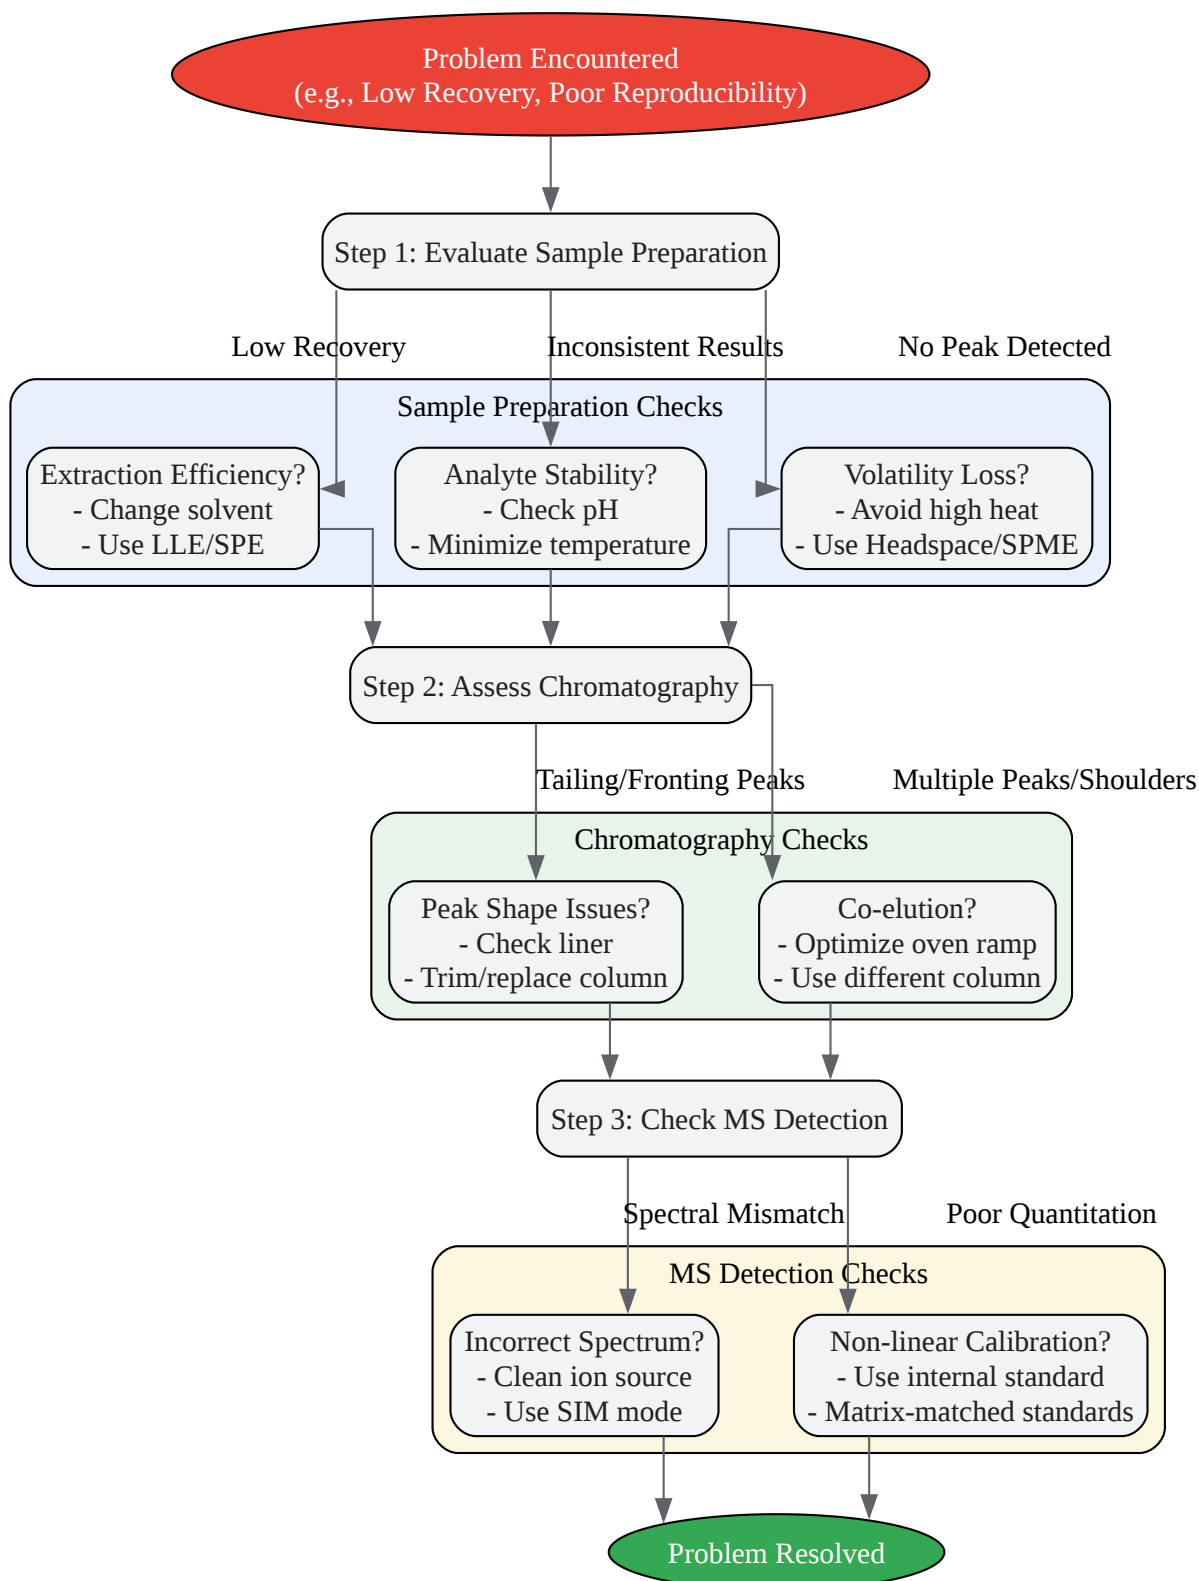 Problem Encountered
(e.g., Low Recovery, Poor Reproducibility)
Step 1: Evaluate Sample Preparation
Low Recovery
Inconsistent Results
No Peak Detected
Sample Preparation Checks
Extraction Efficiency?
- Change solvent
- Use LLE/SPE
Analyte Stability?
- Check pH
- Minimize temperature
Volatility Loss?
- Avoid high heat
- Use Headspace/SPME
Step 2: Assess Chromatography
Tailing/Fronting Peaks
Multiple Peaks/Shoulders
Chromatography Checks
Peak Shape Issues?
- Check liner
- Trim/replace column
Co-elution?
- Optimize oven ramp
- Use different column
Step 3: Check MS Detection
Spectral Mismatch
Poor Quantitation
MS Detection Checks
Incorrect Spectrum?
- Clean ion source
- Use SIM mode
Non-linear Calibration?
- Use internal standard
- Matrix-matched standards
Problem Resolved